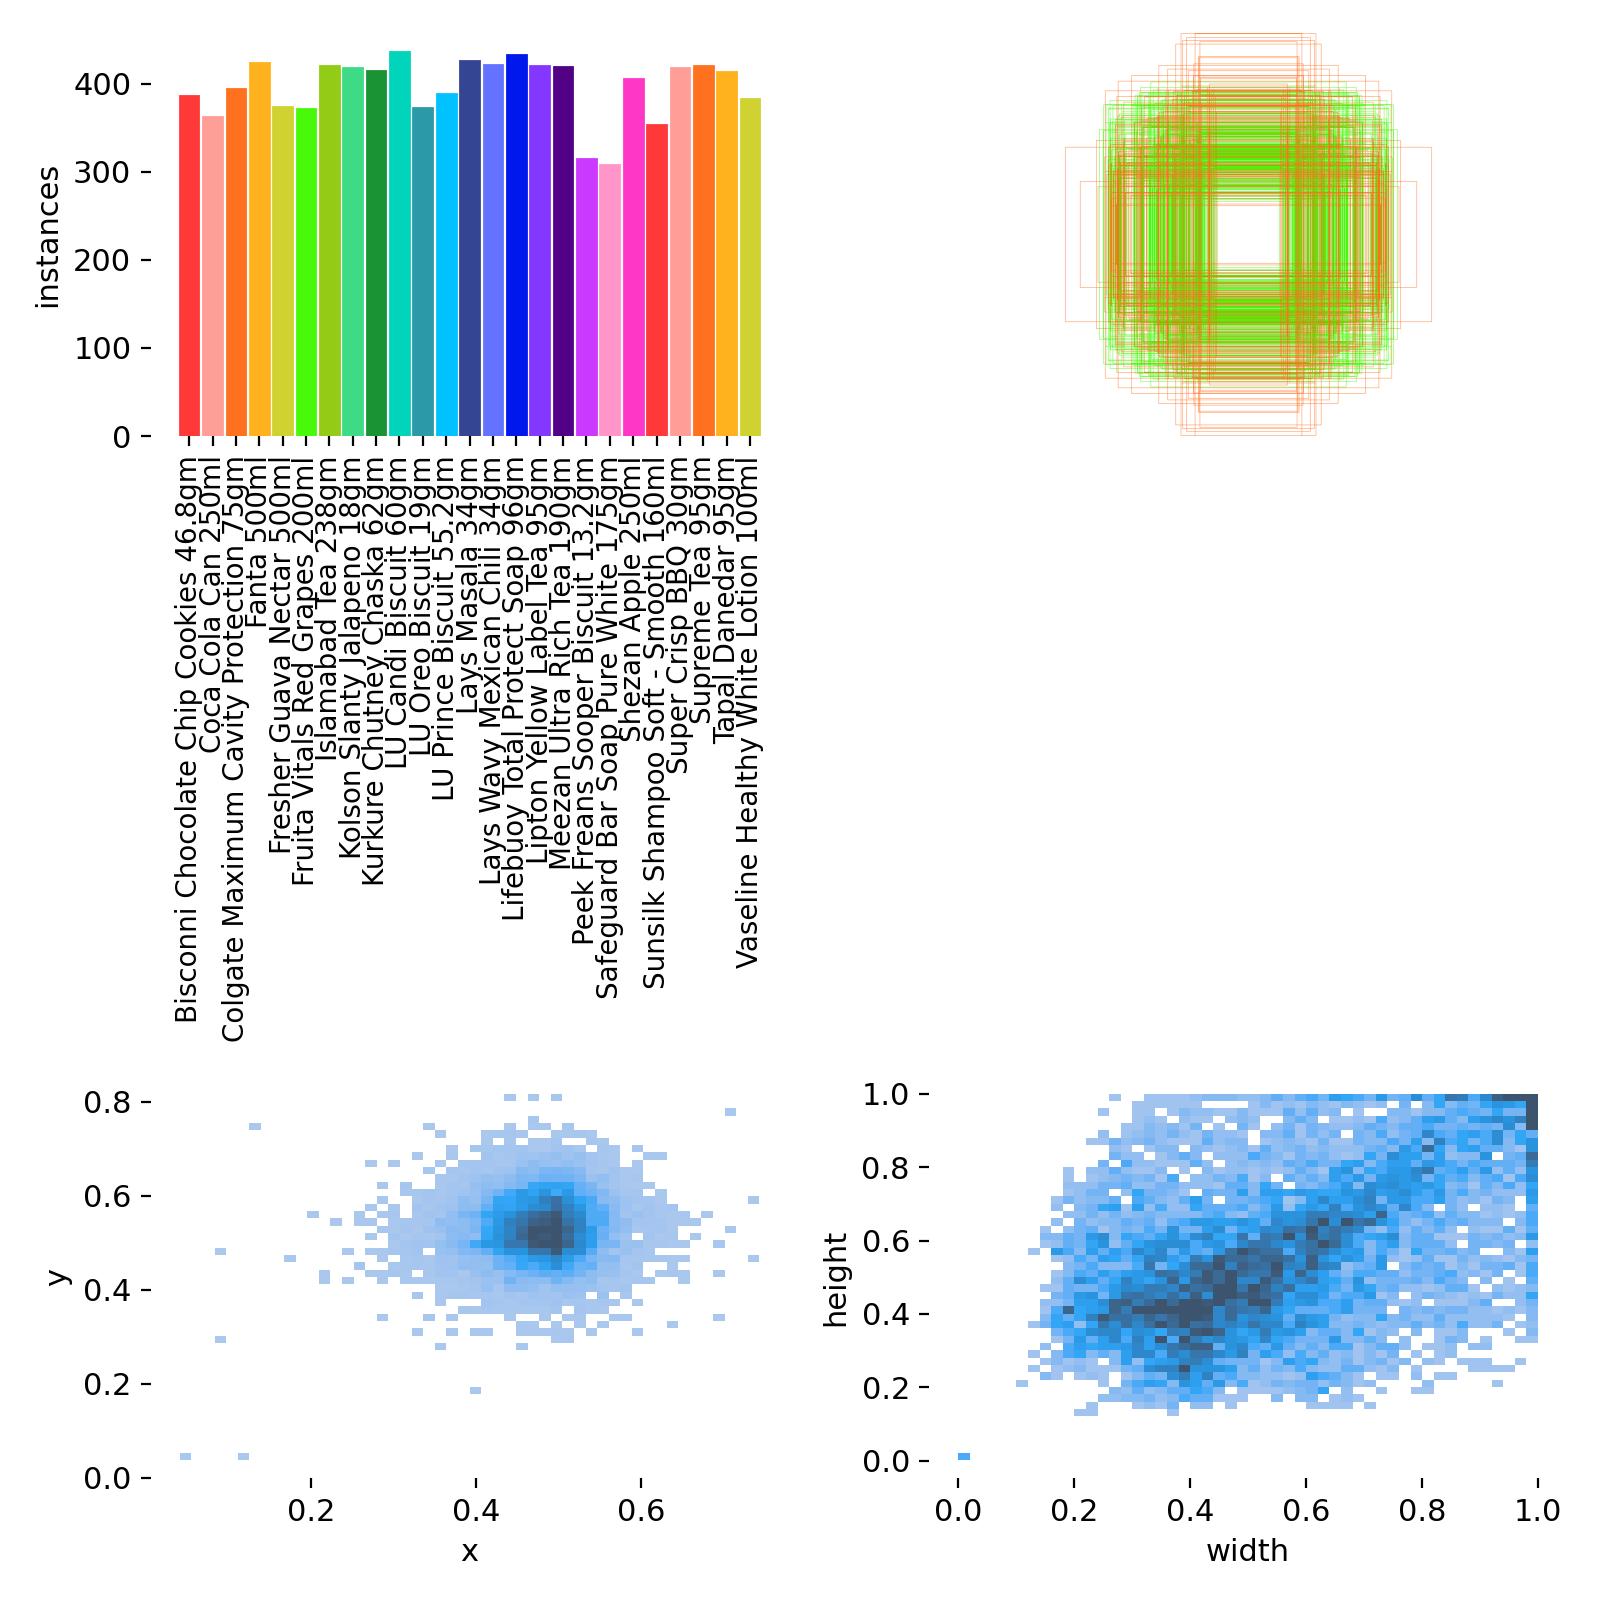 instances
400
300
200
100
0
Bisconni Chocolate Chip Cookies 46.8gm
Coca Cola Can 250ml
Colgate Maximum Cavity Protection 75gm
Fanta 500ml
Fresher Guava Nectar 500ml
Fruita Vitals Red Grapes 200ml
Islamabad Tea 238gm
Kolson Slanty Jalapeno 18gm
Kurkure Chutney Chaska 62gm
LU Candi Biscuit 60gm
LU Oreo Biscuit 19gm
LU Prince Biscuit 55.2gm
Lays Masala 34gm
Lays Wavy Mexican Chili 34gm
Lifebuoy Total Protect Soap 96gm
Lipton Yellow Label Tea 95gm
Meezan Ultra Rich Tea 190gm
Peek Freans Sooper Biscuit 13.2gm
Safeguard Bar Soap Pure White 175gm
Shezan Apple 250ml
Sunsilk Shampoo Soft - Smooth 160ml
Super Crisp BBQ 30gm
Supreme Tea 95gm
Tapal Danedar 95gm
Vaseline Healthy White Lotion 100ml
y
0.8
0.6
0.4
0.2
0.0
0.2 0.4 0.6
x
height
1.0
0.8
0.6
0.4
0.2
0.0
0.0 0.2 0.4 0.6 0.8 1.0
width